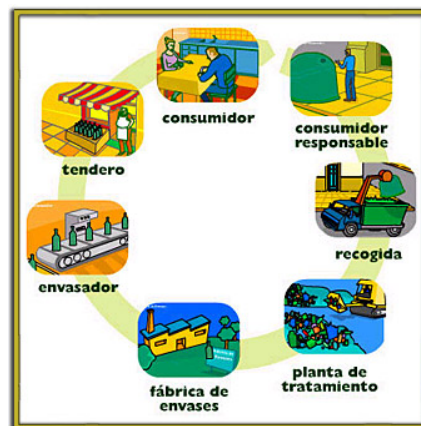 consumidor
consumidor
responsable
recogida
planta de
tratamiento
fábrica de
envases
envasador
tendero